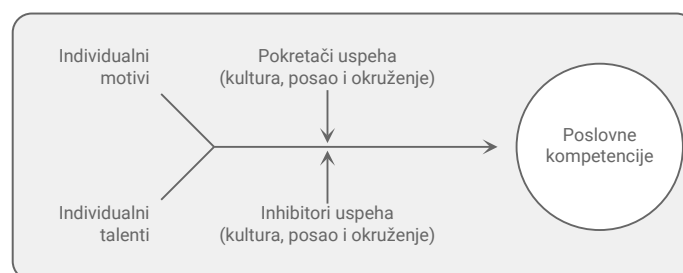 Individualni
motivi
Pokretači uspeha
(kultura, posao i okruženje)
Poslovne
kompetencije
Individualni
talenti
Inhibitori uspeha
(kultura, posao i okruženje)